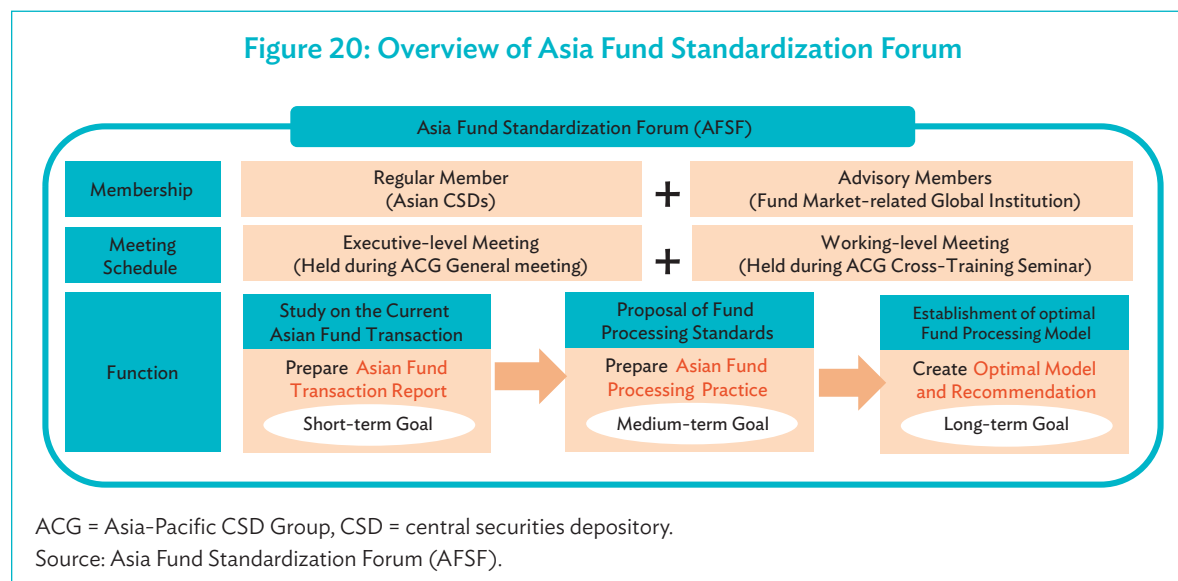 Figure 20: Overview of Asia Fund Standardization Forum
Asia Fund Standardization Forum (AFSF)
Membership
Regular Member
(Asian CSDs)
+
Advisory Members
(Fund Market-related Global Institution)
Meeting
Schedule
Executive-level Meeting
(Held during ACG General meeting)
+
Working-level Meeting
(Held during ACG Cross-Training Seminar)
Function
Study on the Current
Asian Fund Transaction
Prepare Asian Fund
Transaction Report
Short-term Goal
Proposal of Fund
Processing Standards
Prepare Asian Fund
Processing Practice
Medium-term Goal
Establishment of optimal
Fund Processing Model
Create Optimal Model
and Recommendation
Long-term Goal
ACG = Asia-Pacific CSD Group, CSD = central securities depository.
Source: Asia Fund Standardization Forum (AFSF).